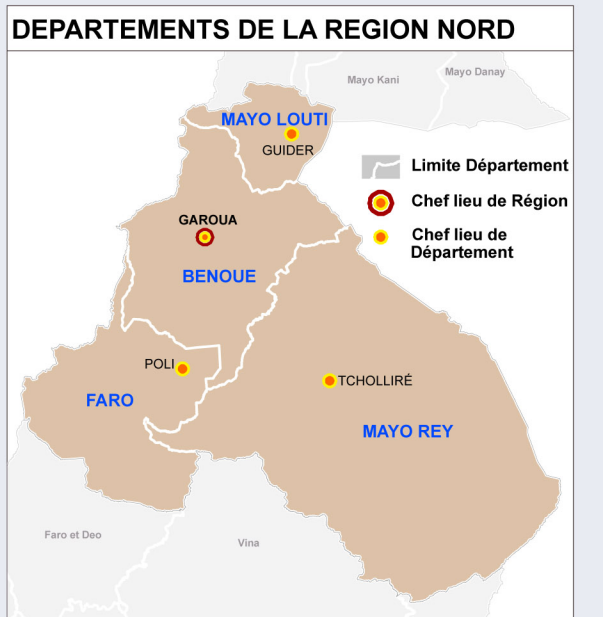 DEPARTEMENTS DE LA REGION NORD
Mayo Kani
Mayo Danay
MAYO LOUTI
GUIDER
Limite Département
Chef lieu de Région
Chef lieu de
Département
GAROUA
BENOUE
POLI
FARO
TCHOLLIRÉ
MAYO REY
Faro et Deo
Vina